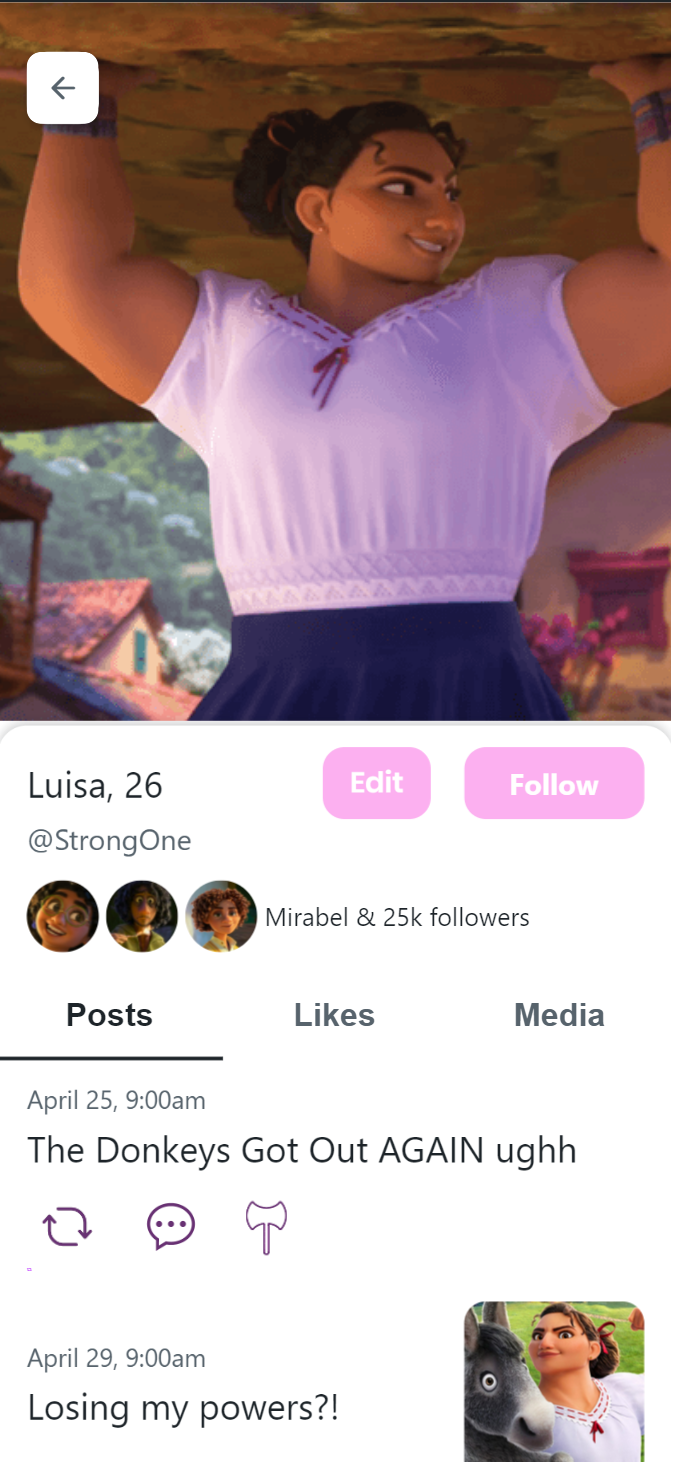 Luisa, 26
Edit
Follow
@StrongOne
Mirabel & 25k followers
Posts
Likes
Media
April 25, 9:00am
The Donkeys Got Out AGAIN ughh
April 29, 9:00am
Losing my powers?!